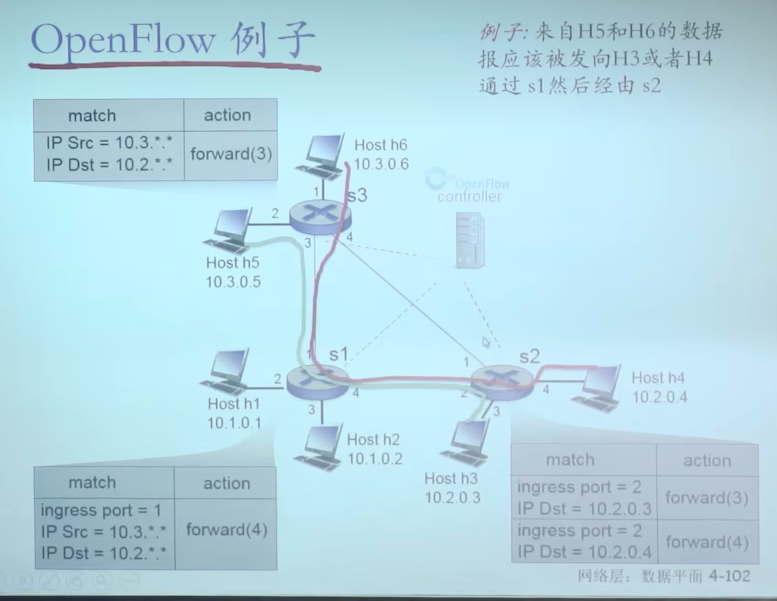 OpenFlow 例子
例子: 来自H5和H6的数据
报应该被发向H3或者H4
通过 s1然后经由 s2
match action
IP Src = 10.3.*.*
IP Dst = 10.2.*.*
forward(3)
Host h6
10.3.0.6
1
s3
2
3
4
OpenFlow
controller
Host h5
10.3.0.5
1
s1
2
3
4
Host h1
10.1.0.1
Host h2
10.1.0.2
1
s2
2
3
4
Host h4
10.2.0.4
Host h3
10.2.0.3
match action
ingress port = 1
IP Src = 10.3.*.*
IP Dst = 10.2.*.*
forward(4)
match action
ingress port = 2
IP Dst = 10.2.0.3
forward(3)
ingress port = 2
IP Dst = 10.2.0.4
forward(4)
网络层：数据平面 4-102